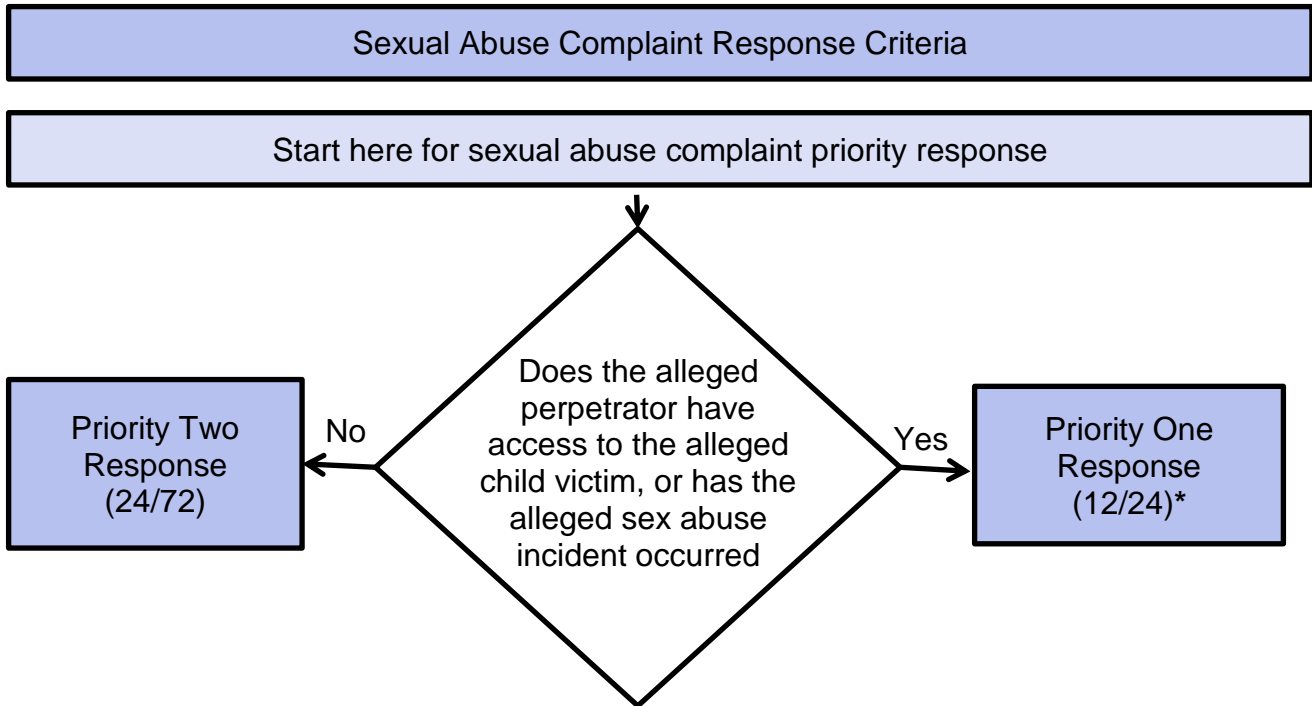 Sexual Abuse Complaint Response Criteria
Start here for sexual abuse complaint priority response
Does the alleged
perpetrator have
access to the alleged
child victim, or has the
alleged sex abuse
incident occurred
No
Priority Two
Response
(24/72)
Yes
Priority One
Response
(12/24)*